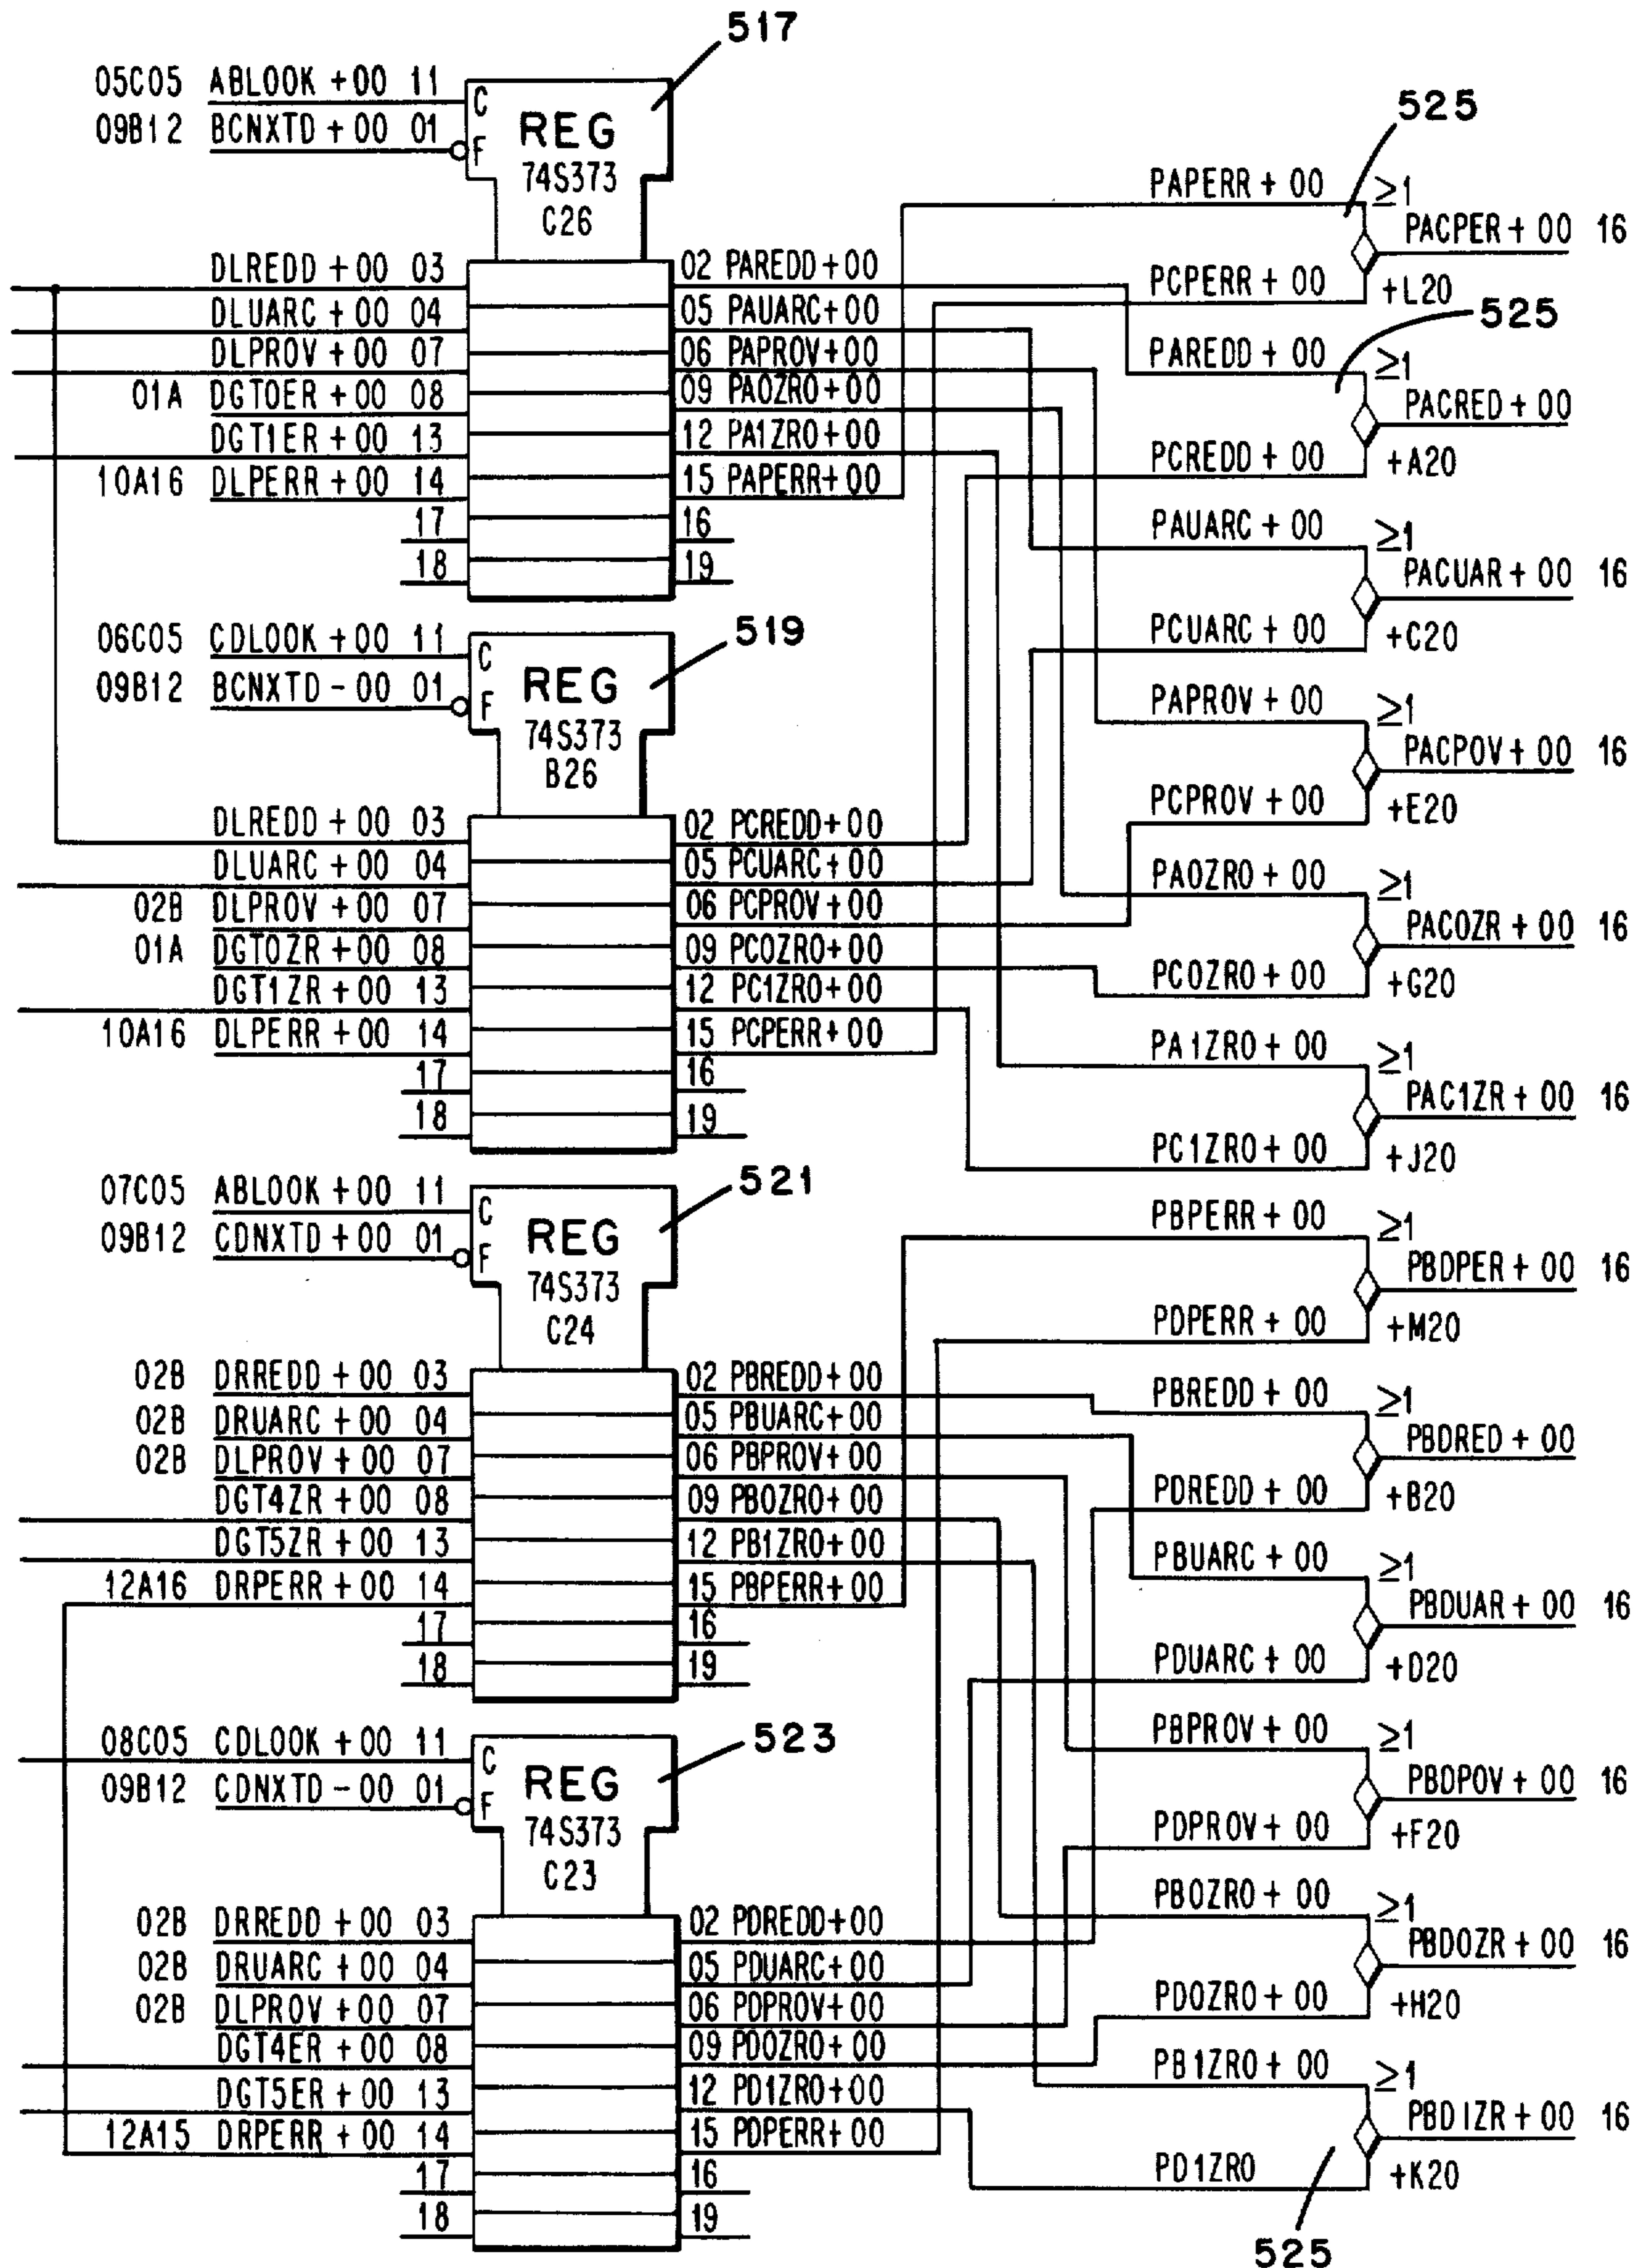 517
05C05 ABLOOK +00 11 C
09B12 BCNXTD +00 01 F
REG
74S373
C26
DLREDD +00 03
DLUARC +00 04
DLPROV +00 07
01A DGT0ER +00 08
DGT1ER +00 13
10A16 DLPERR +00 14
17
18
02 PAREDD+00
05 PAUARC+00
06 PAPROV+00
09 PA0ZRO+00
12 PA1ZRO+00
15 PAPERR+00
16
19
519
06C05 CDLOOK +00 11 C
09B12 BCNXTD -00 01 F
REG
74S373
B26
DLREDD +00 03
DLUARC +00 04
02B DLPROV +00 07
01A DGT0ZR +00 08
DGT1ZR +00 13
10A16 DLPERR +00 14
17
18
02 PCREDD+00
05 PCUARC+00
06 PCPROV+00
09 PC0ZRO+00
12 PC1ZRO+00
15 PCPERR+00
16
19
521
07C05 ABLOOK +00 11 C
09B12 CDNXTD +00 01 F
REG
74S373
C24
02B DRREDD +00 03
02B DRUARC +00 04
02B DLPROV +00 07
DGT4ZR +00 08
DGT5ZR +00 13
12A16 DRPERR +00 14
17
18
02 PBREDD+00
05 PBUARC+00
06 PBPROV+00
09 PB0ZRO+00
12 PB1ZRO+00
15 PBPERR+00
16
19
523
08C05 CDLOOK +00 11 C
09B12 CDNXTD -00 01 F
REG
74S373
C23
02B DRREDD +00 03
02B DRUARC +00 04
02B DLPROV +00 07
DGT4ER +00 08
DGT5ER +00 13
12A15 DRPERR +00 14
17
18
02 PDREDD+00
05 PDUARC+00
06 PDPROV+00
09 PD0ZRO+00
12 PD1ZRO+00
15 PDPERR+00
16
19
525
PAPERR + 00 ≥1
PACPER + 00 16
PCPERR + 00 +L20
525
PAREDD + 00 ≥1
PACRED + 00
PCREDD + 00 +A20
PAUARC + 00 ≥1
PACUAR + 00 16
PCUARC + 00 +C20
PAPROV + 00 ≥1
PACPOV + 00 16
PCPROV + 00 +E20
PA0ZRO + 00 ≥1
PAC0ZR + 00 16
PC0ZRO + 00 +G20
PA1ZRO + 00 ≥1
PAC1ZR + 00 16
PC1ZRO + 00 +J20
PBPERR + 00 ≥1
PBDPER + 00 16
PDPERR + 00 +M20
PBREDD + 00 ≥1
PBDRED + 00
PDREDD + 00 +B20
PBUARC + 00 ≥1
PBDUAR + 00 16
PDUARC + 00 +D20
PBPROV + 00 ≥1
PBDPOV + 00 16
PDPROV + 00 +F20
PB0ZRO + 00 ≥1
PBD0ZR + 00 16
PD0ZRO + 00 +H20
PB1ZRO + 00 ≥1
PBD1ZR + 00 16
PD1ZRO +K20
525